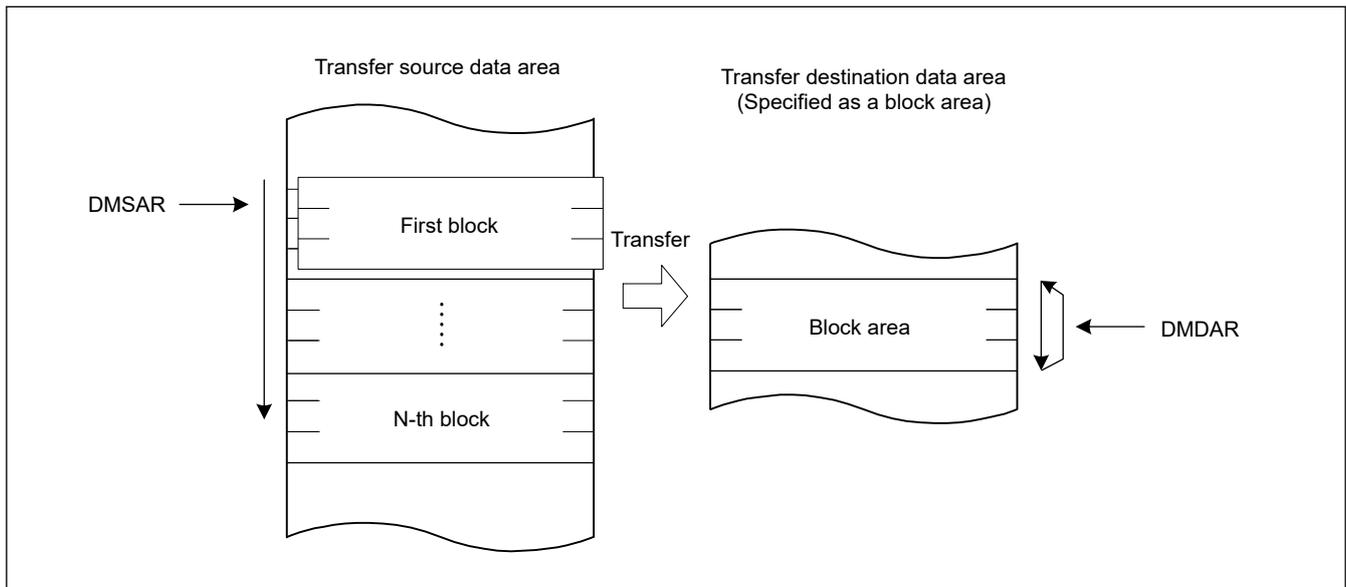 Transfer source data area
Transfer destination data area
(Specified as a block area)
DMSAR
First block
Transfer
Block area
DMDAR
N-th block